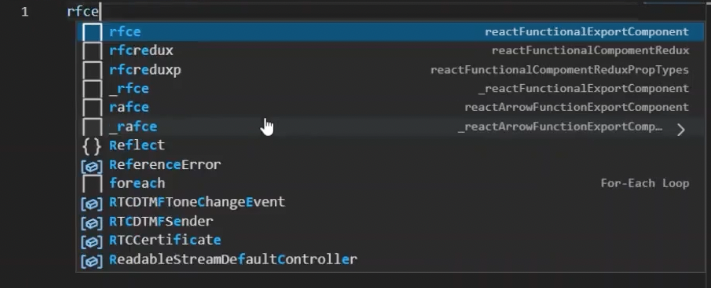 1 rfce
rfce reactFunctionalExportComponent
rfcredux reactFunctionalCompomentRedux
rfcreduxp reactFunctionalCompomentReduxPropTypes
_rfce _reactFunctionalExportComponent
rafce reactArrowFunctionExportComponent
_rafce _reactArrowFunctionExportComp...
{} Reflect
ReferenceError
foreach For-Each Loop
RTCDTMFToneChangeEvent
RTCDTMFSender
RTCCertificate
ReadableStreamDefaultController